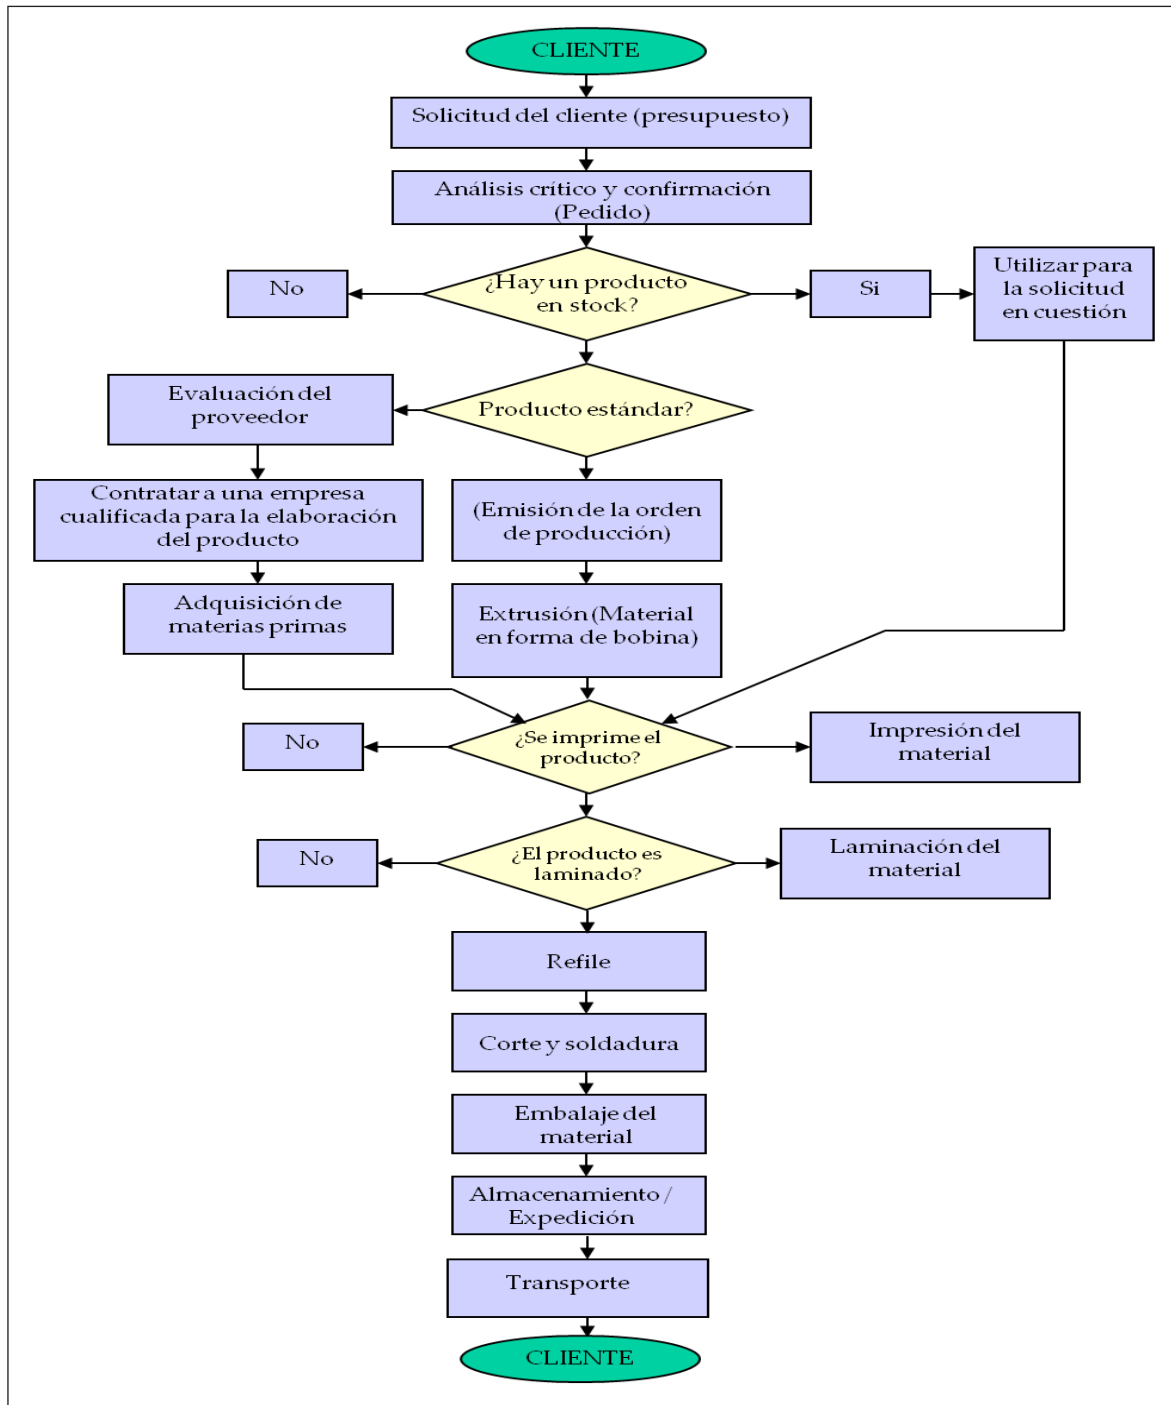 CLIENTE
Solicitud del cliente (presupuesto)
Análisis crítico y confirmación
(Pedido)
No
¿Hay un producto
en stock?
Si
Utilizar para
la solicitud
en cuestión
Evaluación del
proveedor
Producto estándar?
Contratar a una empresa
cualificada para la elaboración
del producto
(Emisión de la orden
de producción)
Adquisición de
materias primas
Extrusión (Material
en forma de bobina)
No
¿Se imprime el
producto?
Impresión del
material
No
¿El producto es
laminado?
Laminación del
material
Refile
Corte y soldadura
Embalaje del
material
Almacenamiento /
Expedición
Transporte
CLIENTE